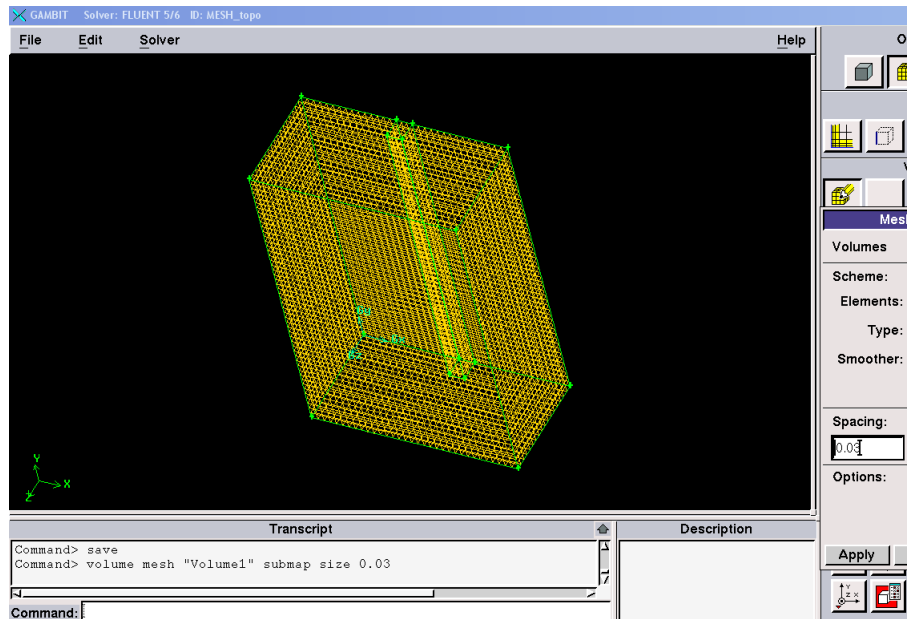 GAMBIT Solver: FLUENT 5/6 ID: MESH_topo
File Edit Solver Help
O
Mes
Volumes
Scheme:
Elements:
Type:
Smoother:
Spacing:
0.03
Options:
Apply
Y
X
Z
Transcript
Description
Command> save
Command> volume mesh "Volume1" submap size 0.03
Command:
Y
Z X